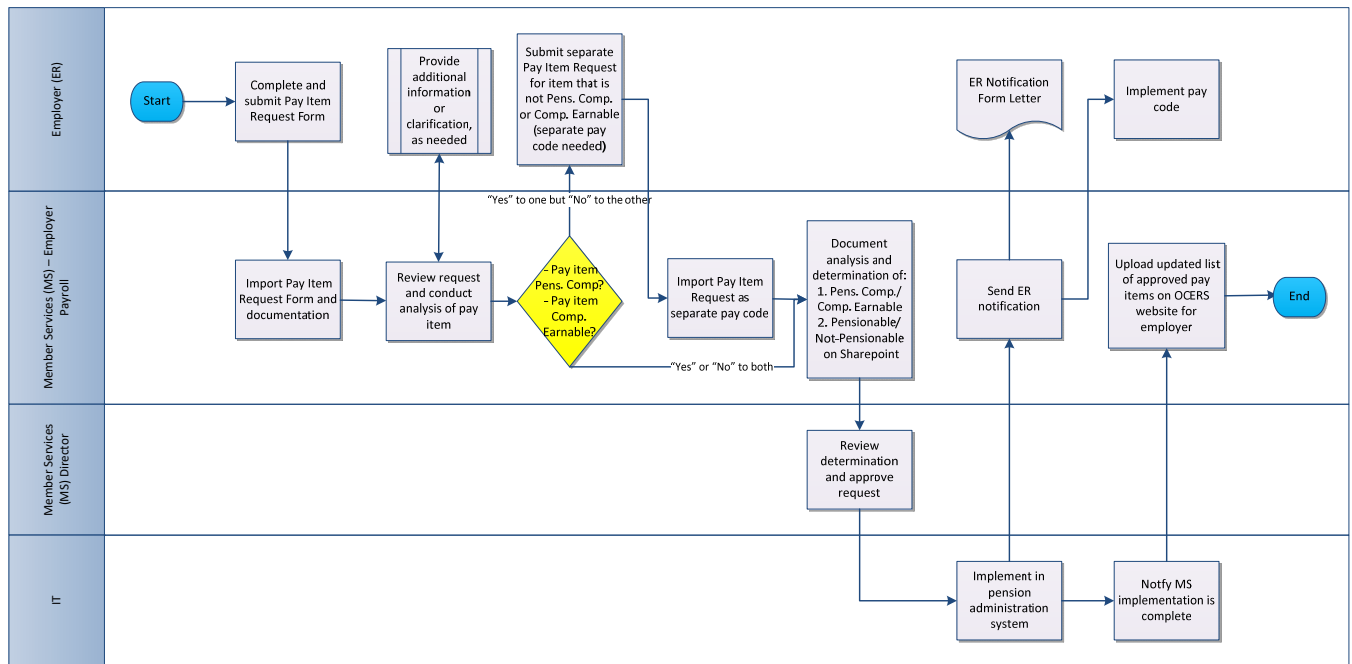 Employer (ER)
Start
Complete and
submit Pay Item
Request Form
Provide
additional
information
or
clarification,
as needed
Submit separate
Pay Item Request
for item that is
not Pens. Comp.
or Comp. Earnable
(separate pay
code needed)
ER Notification
Form Letter
Implement pay
code
Member Services (MS) – Employer
Payroll
"Yes" to one but "No" to the other
Import Pay Item
Request Form and
documentation
Review request
and conduct
analysis of pay
item
- Pay item
Pens. Comp?
- Pay item
Comp.
Earnable?
"Yes" or "No" to both
Import Pay Item
Request as
separate pay code
Document
analysis and
determination of:
1. Pens. Comp./
Comp. Earnable
2. Pensionable/
Not-Pensionable
on Sharepoint
Send ER
notification
Upload updated list
of approved pay
items on OCERS
website for
employer
End
Member Services
(MS) Director
Review
determination
and approve
request
IT
Implement in
pension
administration
system
Notfy MS
implementation is
complete